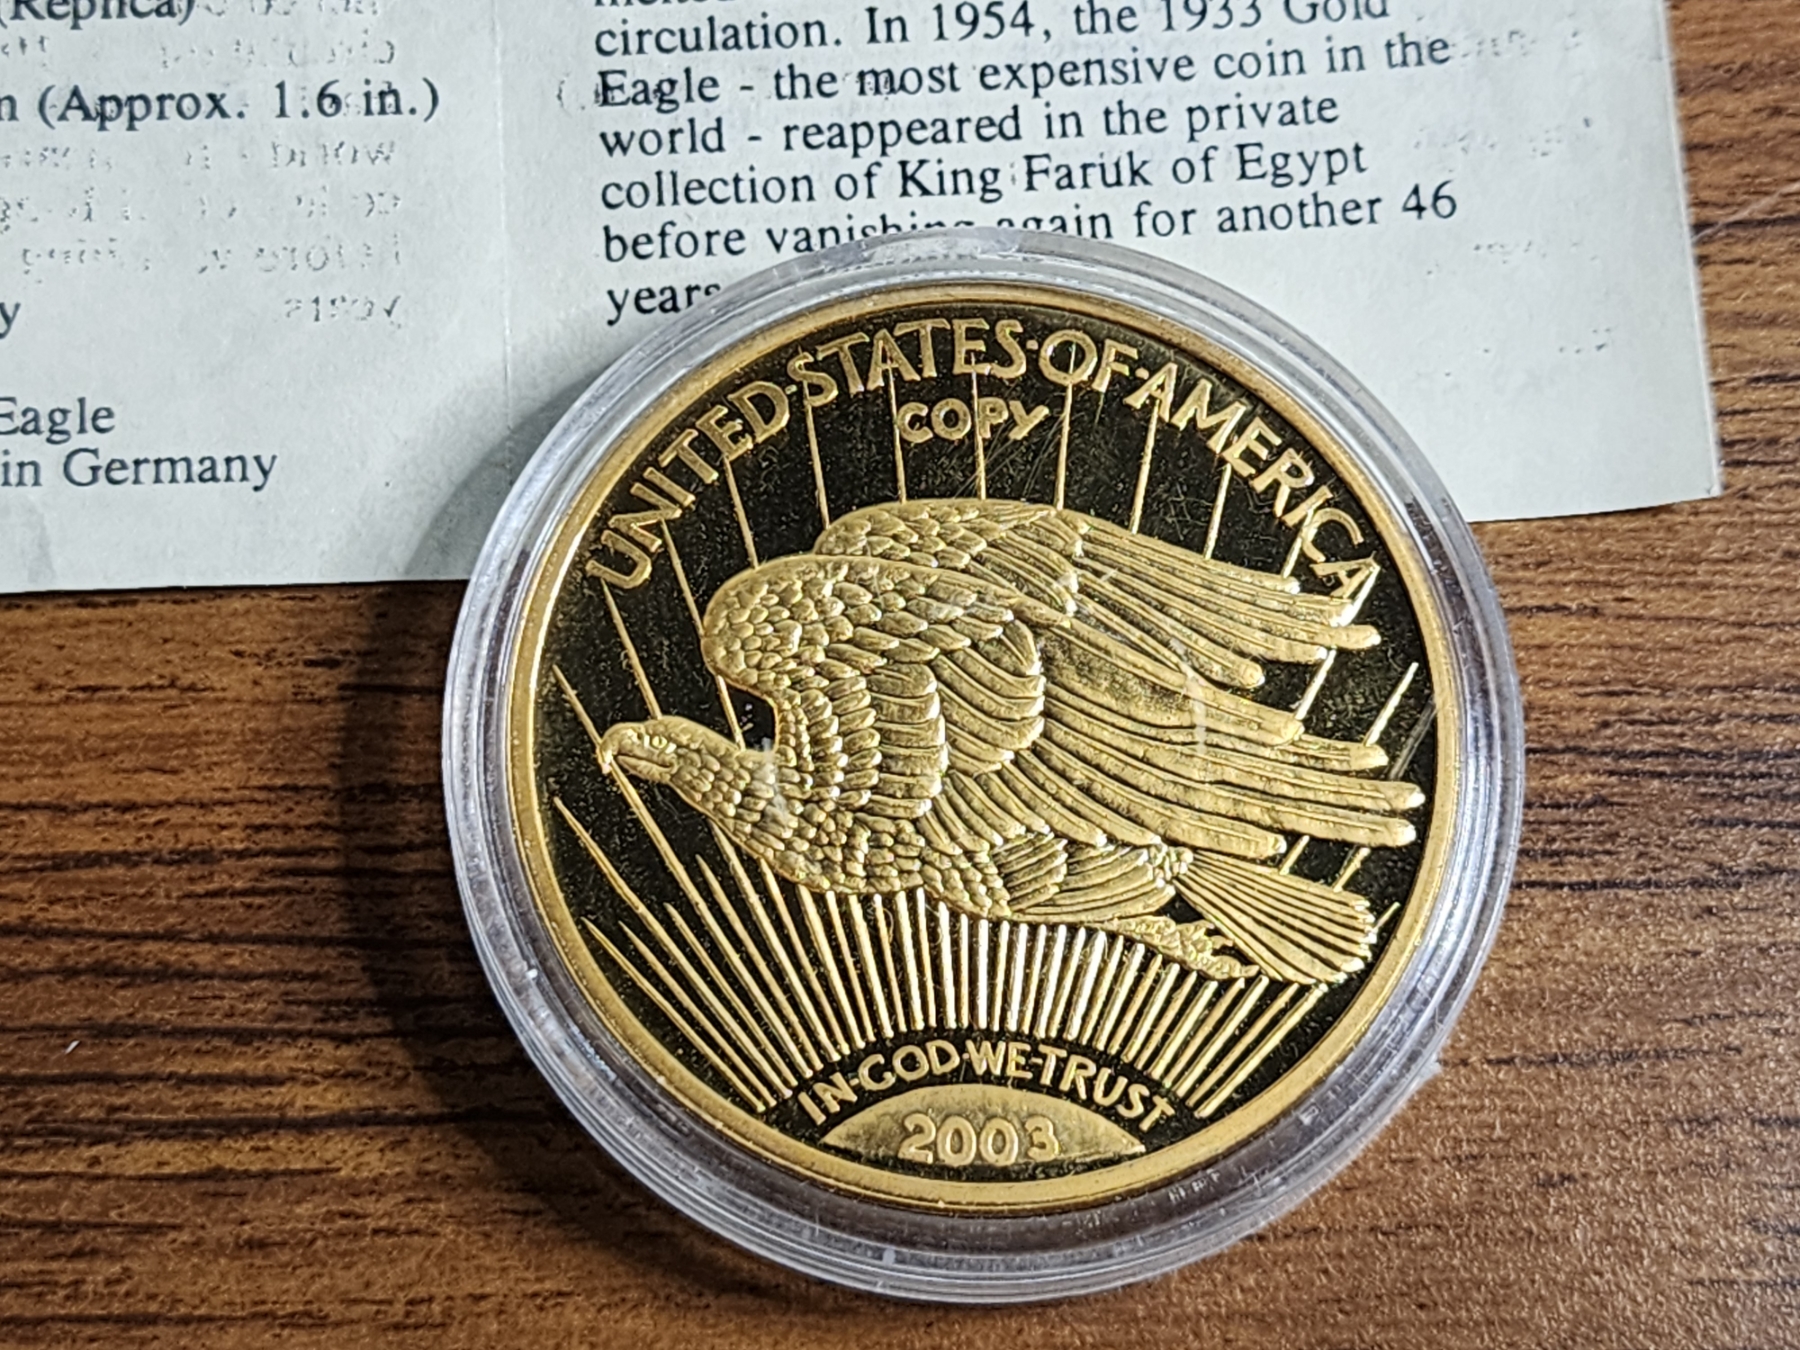 (Replica)
(Approx. 1.6 in.)
Eagle
in Germany
circulation. In 1954, the 1933 Gold
Eagle - the most expensive coin in the
world - reappeared in the private
collection of King Faruk of Egypt
before vanishing again for another 46
years
UNITED·STATES·OF·AMERICA
COPY
IN·GOD·WE·TRUST
2003